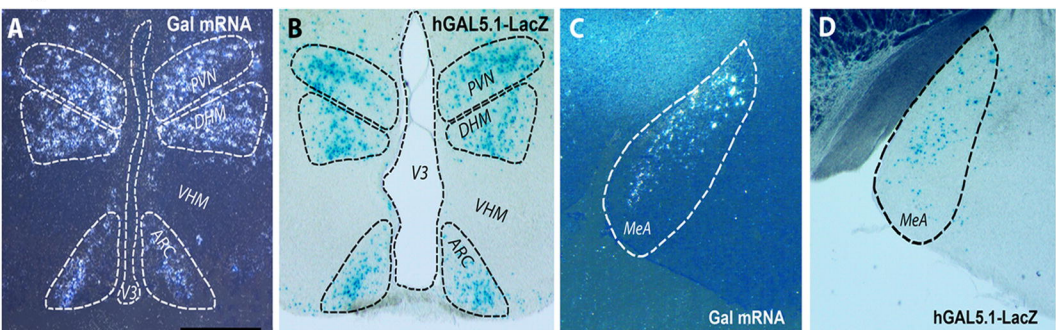 A
Gal mRNA
PVN
DHM
VHM
ARC
V3
B
hGAL5.1-LacZ
PVN
DHM
V3
VHM
ARC
C
MeA
Gal mRNA
D
MeA
hGAL5.1-LacZ